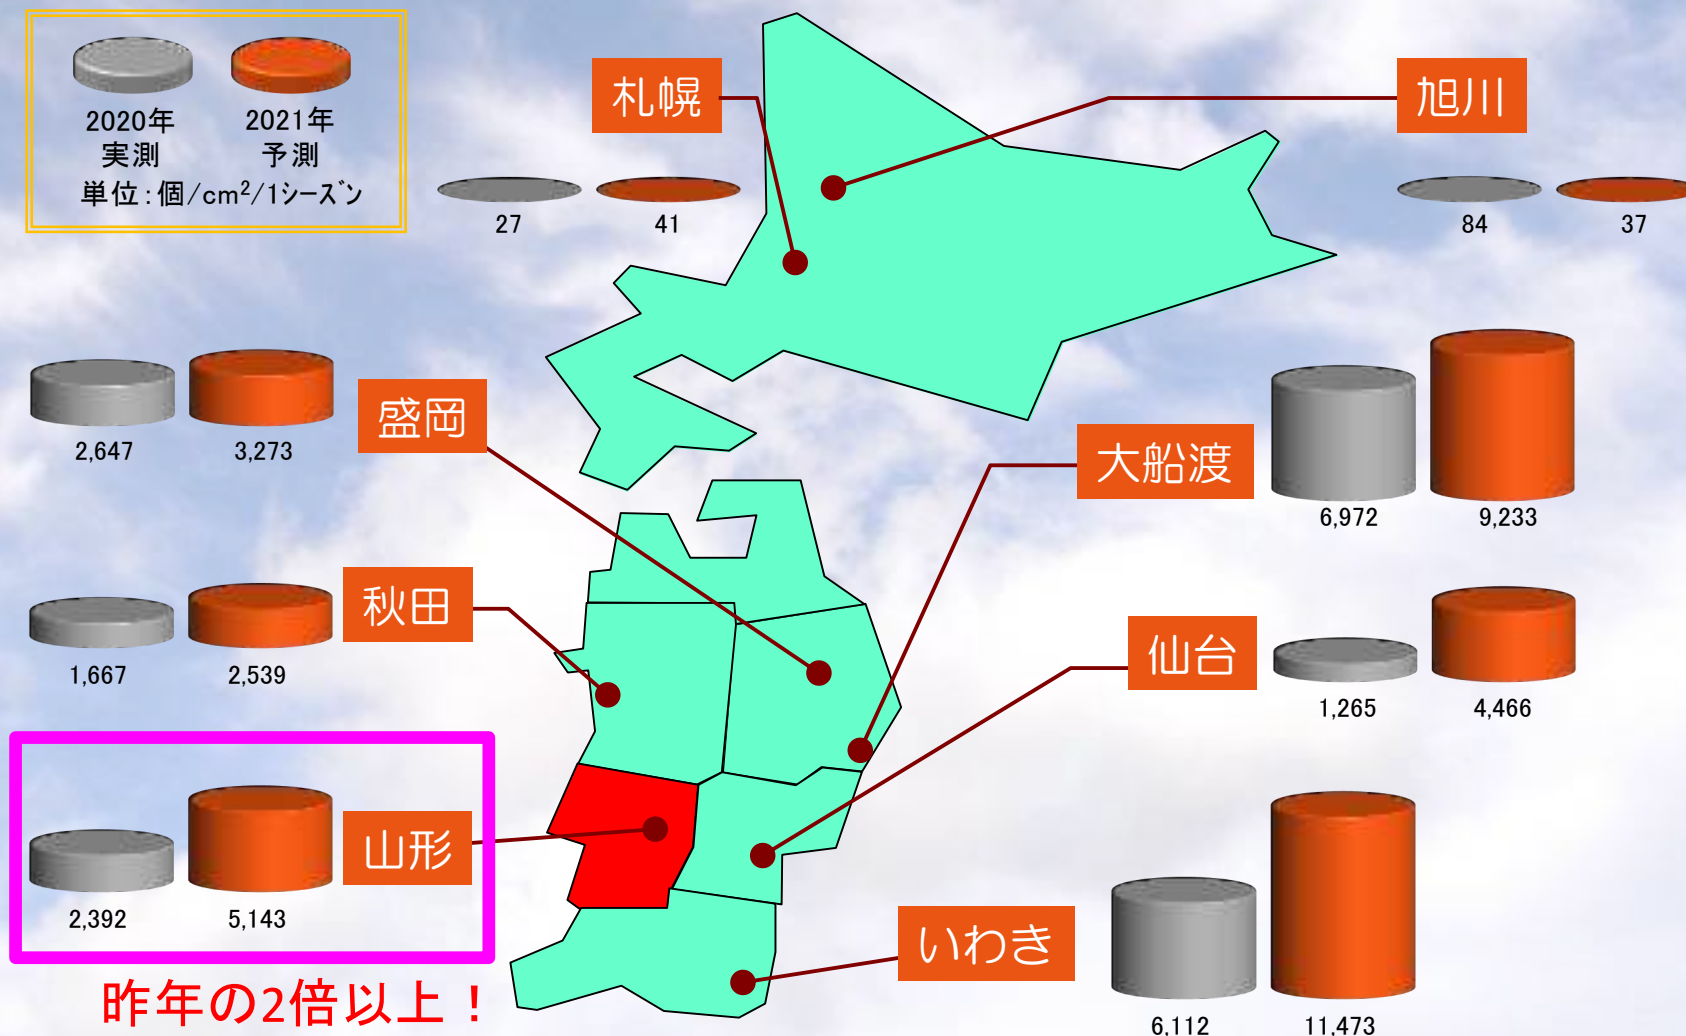 2020年
実測
2021年
予測
単位:個/cm²/1シーズン
札幌
27
41
旭川
84
37
盛岡
2,647
3,273
大船渡
6,972
9,233
秋田
1,667
2,539
仙台
1,265
4,466
山形
2,392
5,143
昨年の2倍以上！
いわき
6,112
11,473